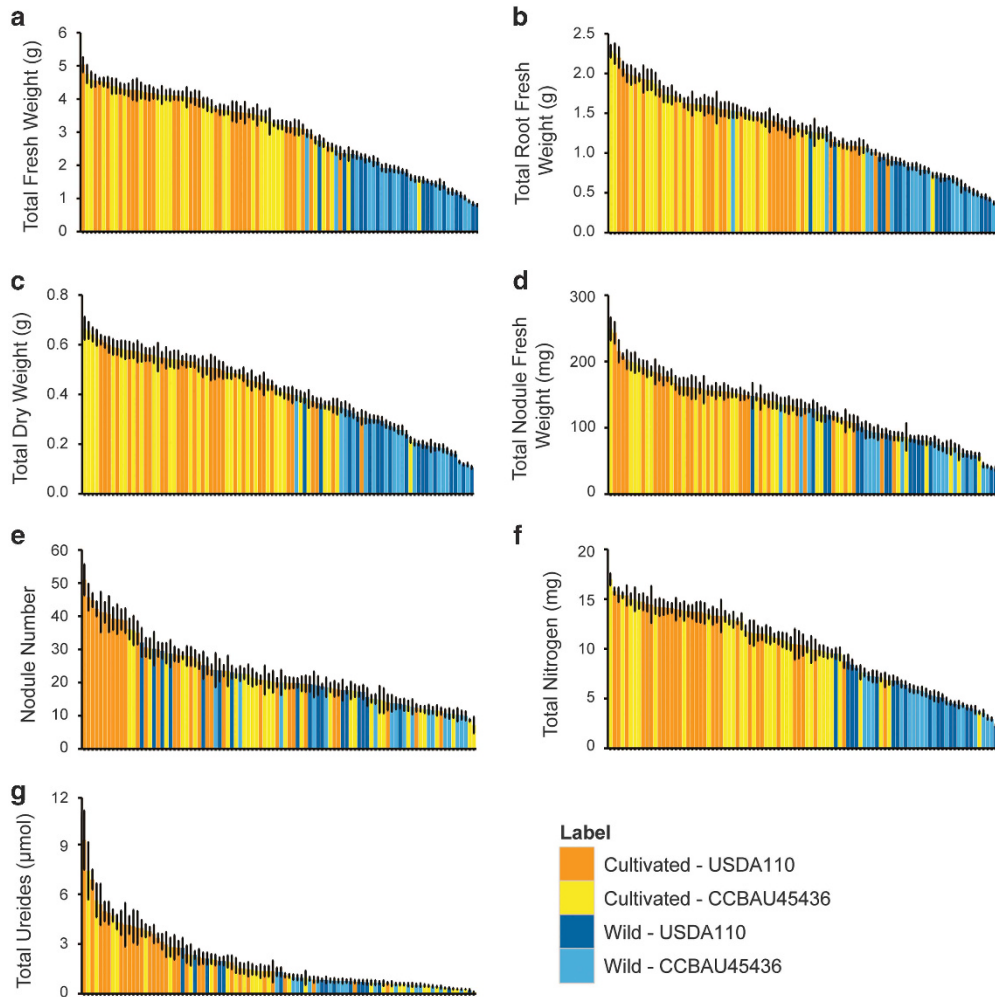 a
Total Fresh Weight (g)
6
5
4
3
2
1
0
b
Total Root Fresh
Weight (g)
2.5
2.0
1.5
1.0
0.5
0.0
c
Total Dry Weight (g)
0.8
0.6
0.4
0.2
0.0
d
Total Nodule Fresh
Weight (mg)
300
200
100
0
e
Nodule Number
60
50
40
30
20
10
0
f
Total Nitrogen (mg)
20
15
10
5
0
g
Total Ureides (µmol)
12
9
6
3
0
Label
Cultivated - USDA110
Cultivated - CCBAU45436
Wild - USDA110
Wild - CCBAU45436